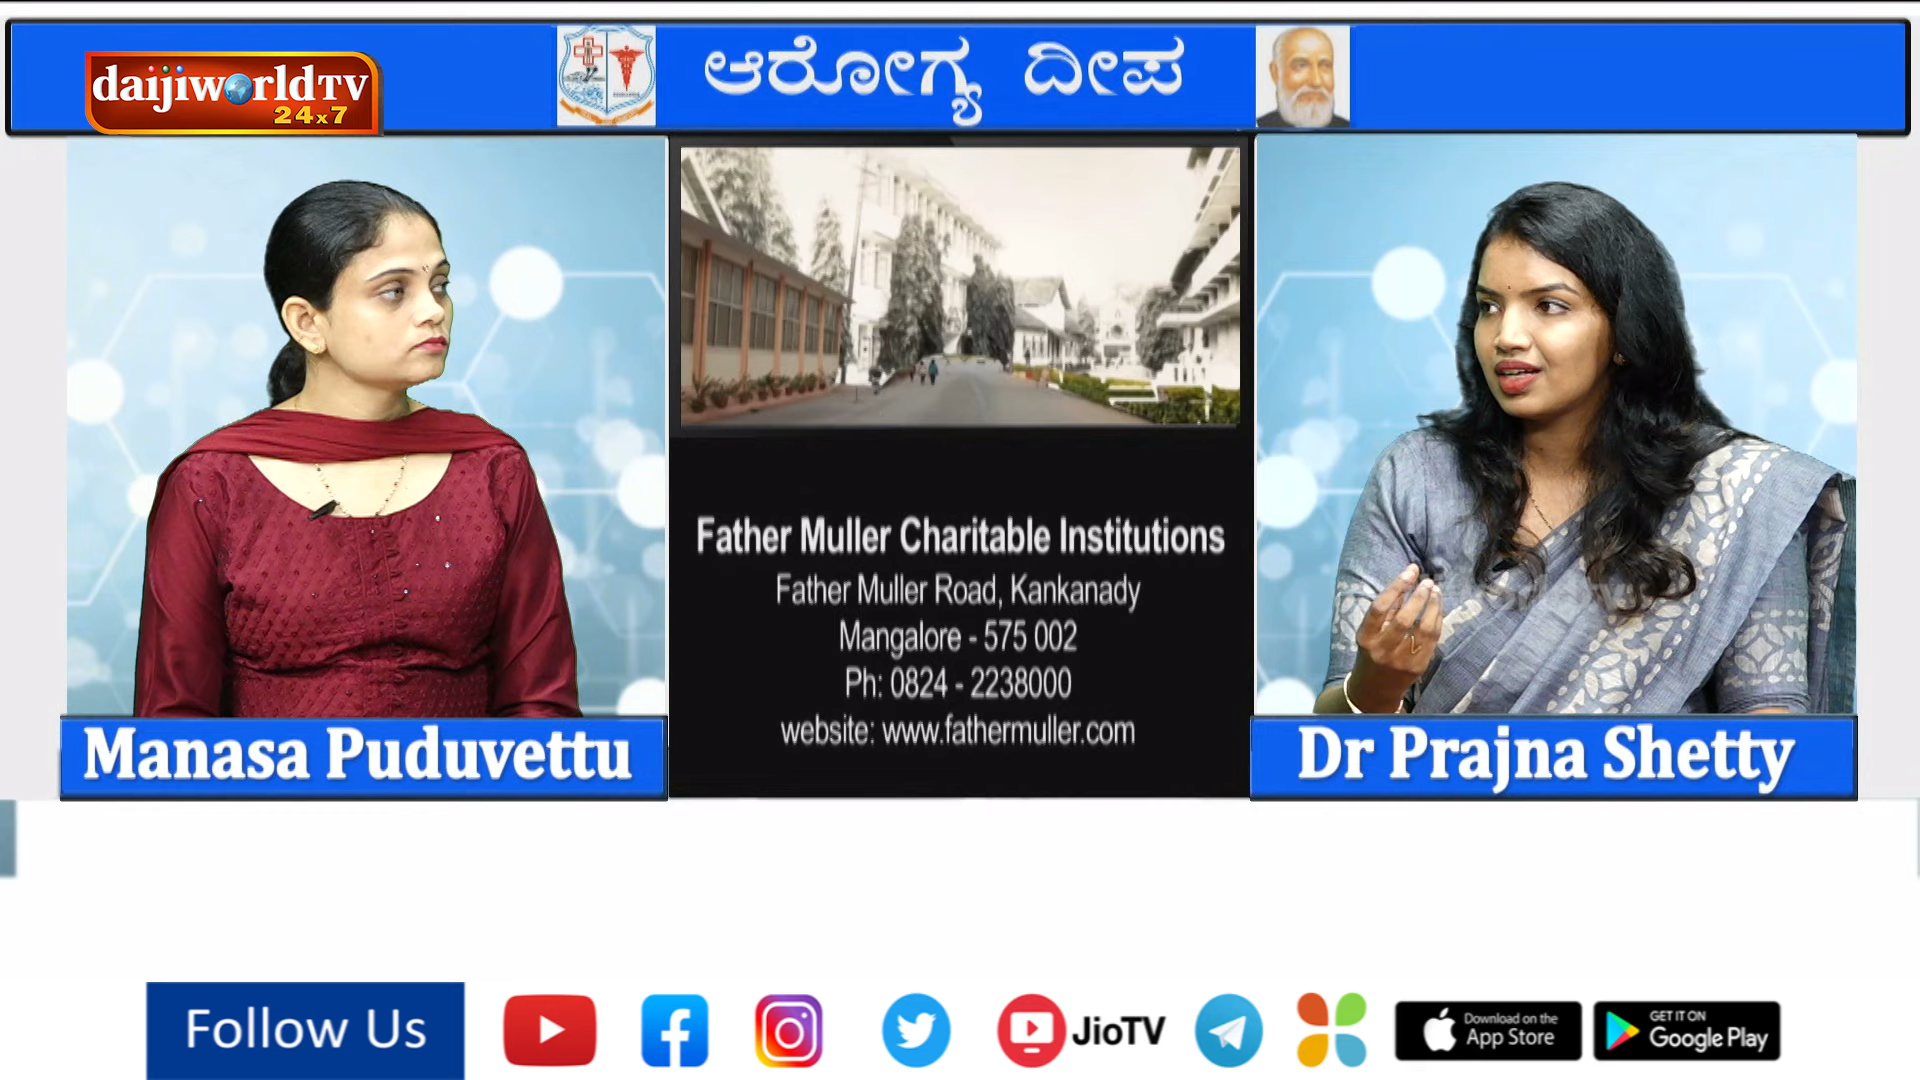 daijiworldTV
24x7
ಆರೋಗ್ಯ ದೀಪ
Father Muller Charitable Institutions
Father Muller Road, Kankanady
Mangalore - 575 002
Ph: 0824 - 2238000
website: www.fathermuller.com
Manasa Puduvettu
Dr Prajna Shetty
Follow Us
JioTV
Download on the
App Store
GET IT ON
Google Play